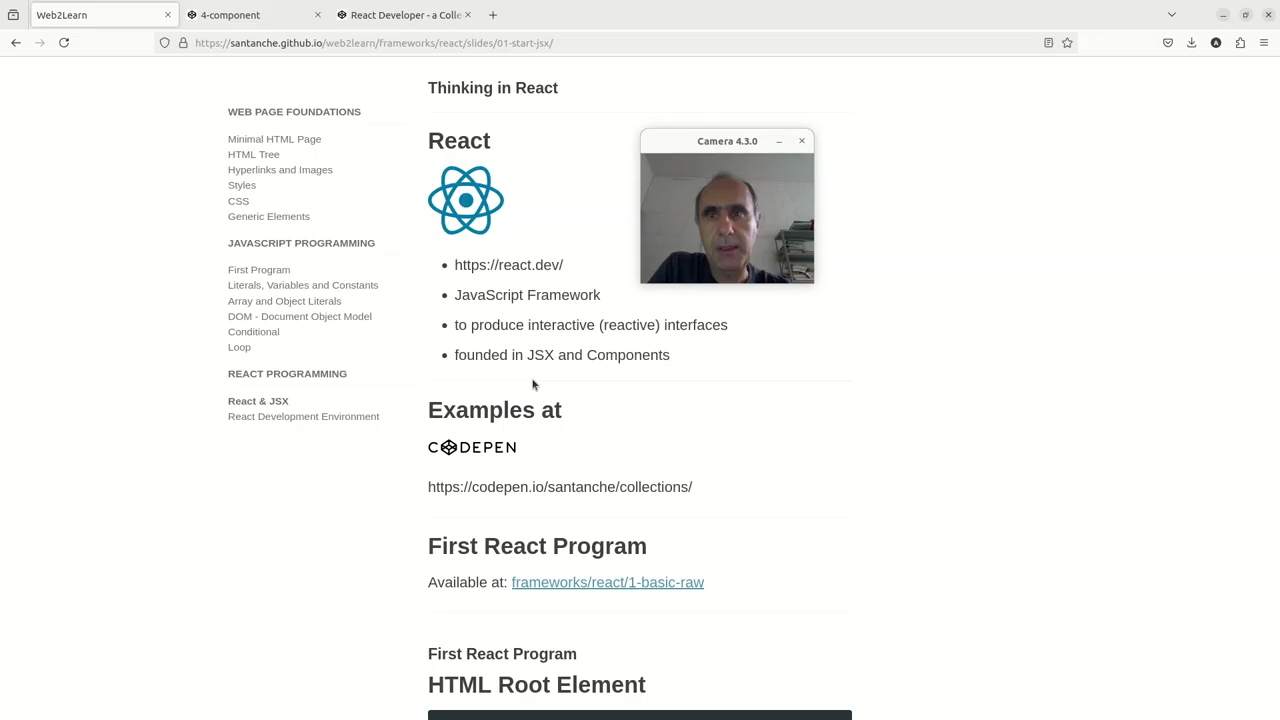 Web2Learn
4-component
React Developer - a Colle
https://santanche.github.io/web2learn/frameworks/react/slides/01-start-jsx/
WEB PAGE FOUNDATIONS
Minimal HTML Page
HTML Tree
Hyperlinks and Images
Styles
CSS
Generic Elements
JAVASCRIPT PROGRAMMING
First Program
Literals, Variables and Constants
Array and Object Literals
DOM - Document Object Model
Conditional
Loop
REACT PROGRAMMING
React & JSX
React Development Environment
Thinking in React
React
Camera 4.3.0
https://react.dev/
JavaScript Framework
to produce interactive (reactive) interfaces
founded in JSX and Components
Examples at
CODEPEN
https://codepen.io/santanche/collections/
First React Program
Available at: frameworks/react/1-basic-raw
First React Program
HTML Root Element